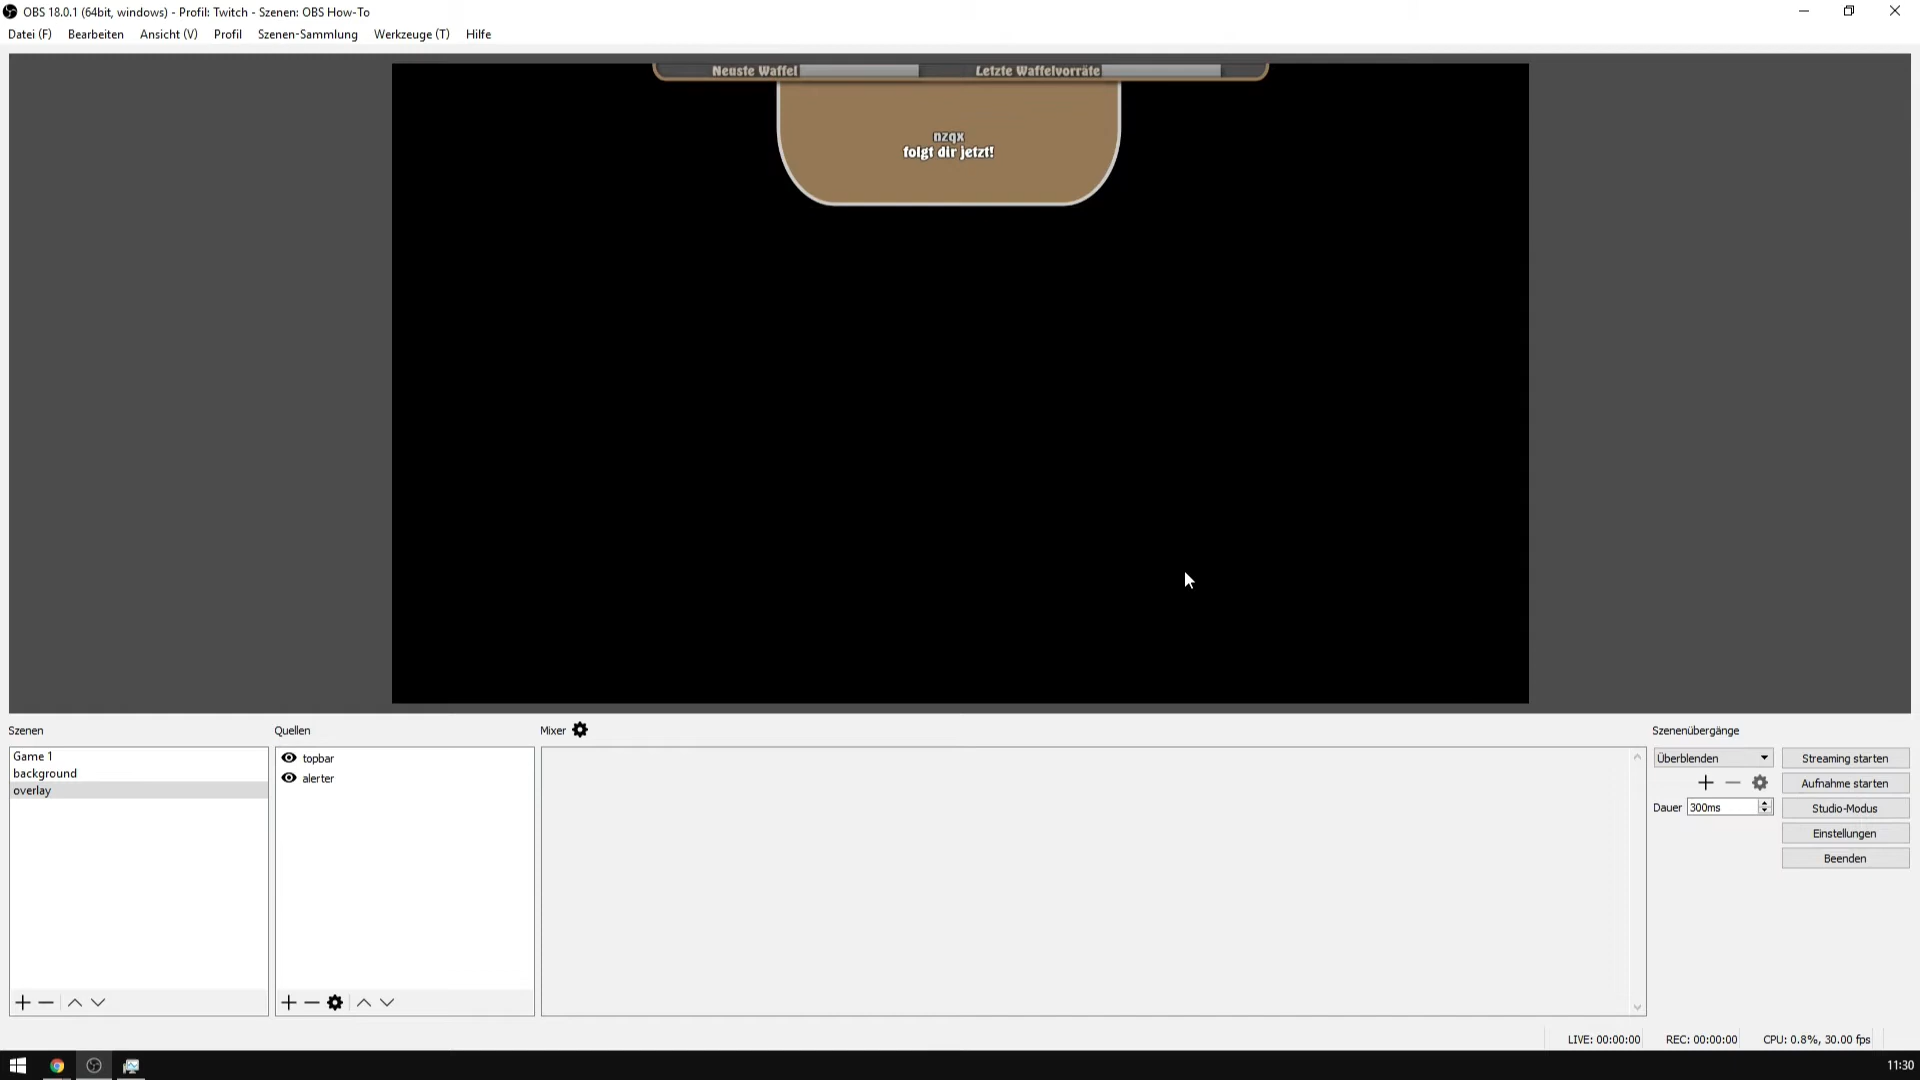 OBS 18.0.1 (64bit, windows) - Profil: Twitch - Szenen: OBS How-To
Datei (F) Bearbeiten Ansicht (V) Profil Szenen-Sammlung Werkzeuge (T) Hilfe
Neuste Waffel Letzte Waffelvorräte
nzqx
folgt dir jetzt!
Szenen
Game 1
background
overlay
Quellen
topbar
alerter
Mixer
Szenenübergänge
Überblenden
Dauer 300ms
Streaming starten
Aufnahme starten
Studio-Modus
Einstellungen
Beenden
LIVE: 00:00:00 REC: 00:00:00 CPU: 0.8%, 30.00 fps
11:30